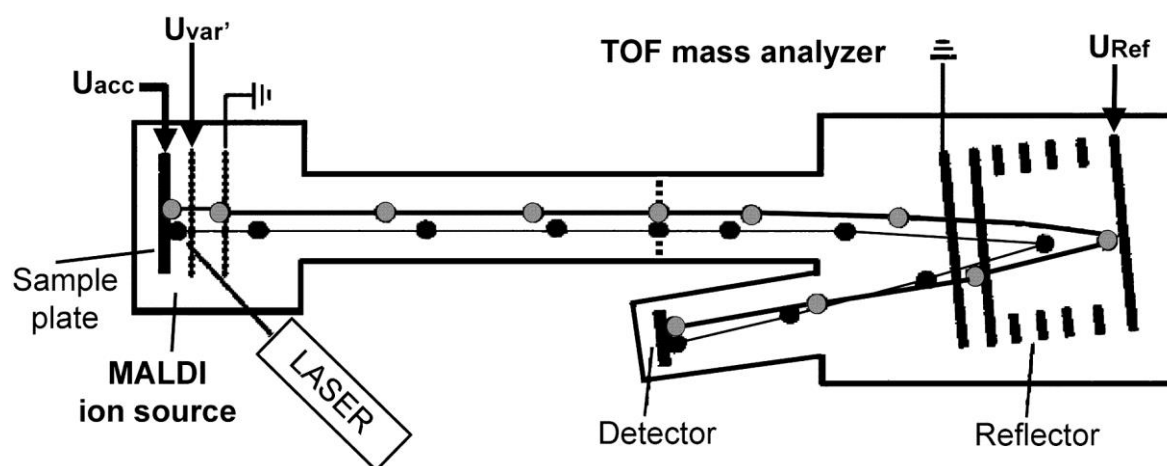 Uvar'
Uacc
TOF mass analyzer
URef
Sample
plate
MALDI
ion source
LASER
Detector
Reflector